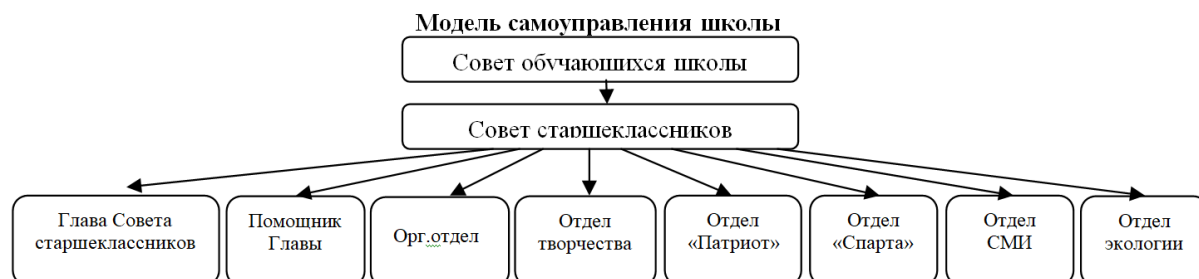 Модель самоуправления школы
Совет обучающихся школы
Совет старшеклассников
Глава Совета
старшеклассников
Помощник
Главы
Орг.отдел
Отдел
творчества
Отдел
«Патриот»
Отдел
«Спарта»
Отдел
СМИ
Отдел
экологии